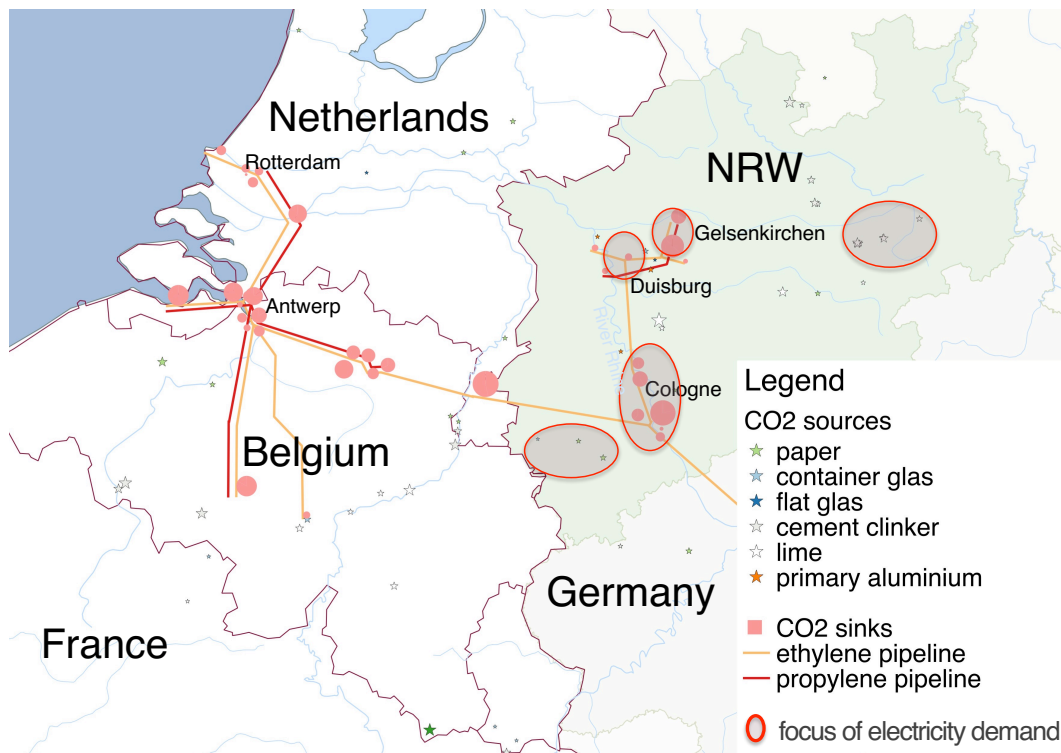 Netherlands
Rotterdam
NRW
Gelsenkirchen
Duisburg
Antwerp
River Rhine
Cologne
Belgium
Germany
France
Legend
CO2 sources
paper
container glas
flat glas
cement clinker
lime
primary aluminium
CO2 sinks
ethylene pipeline
propylene pipeline
focus of electricity demand